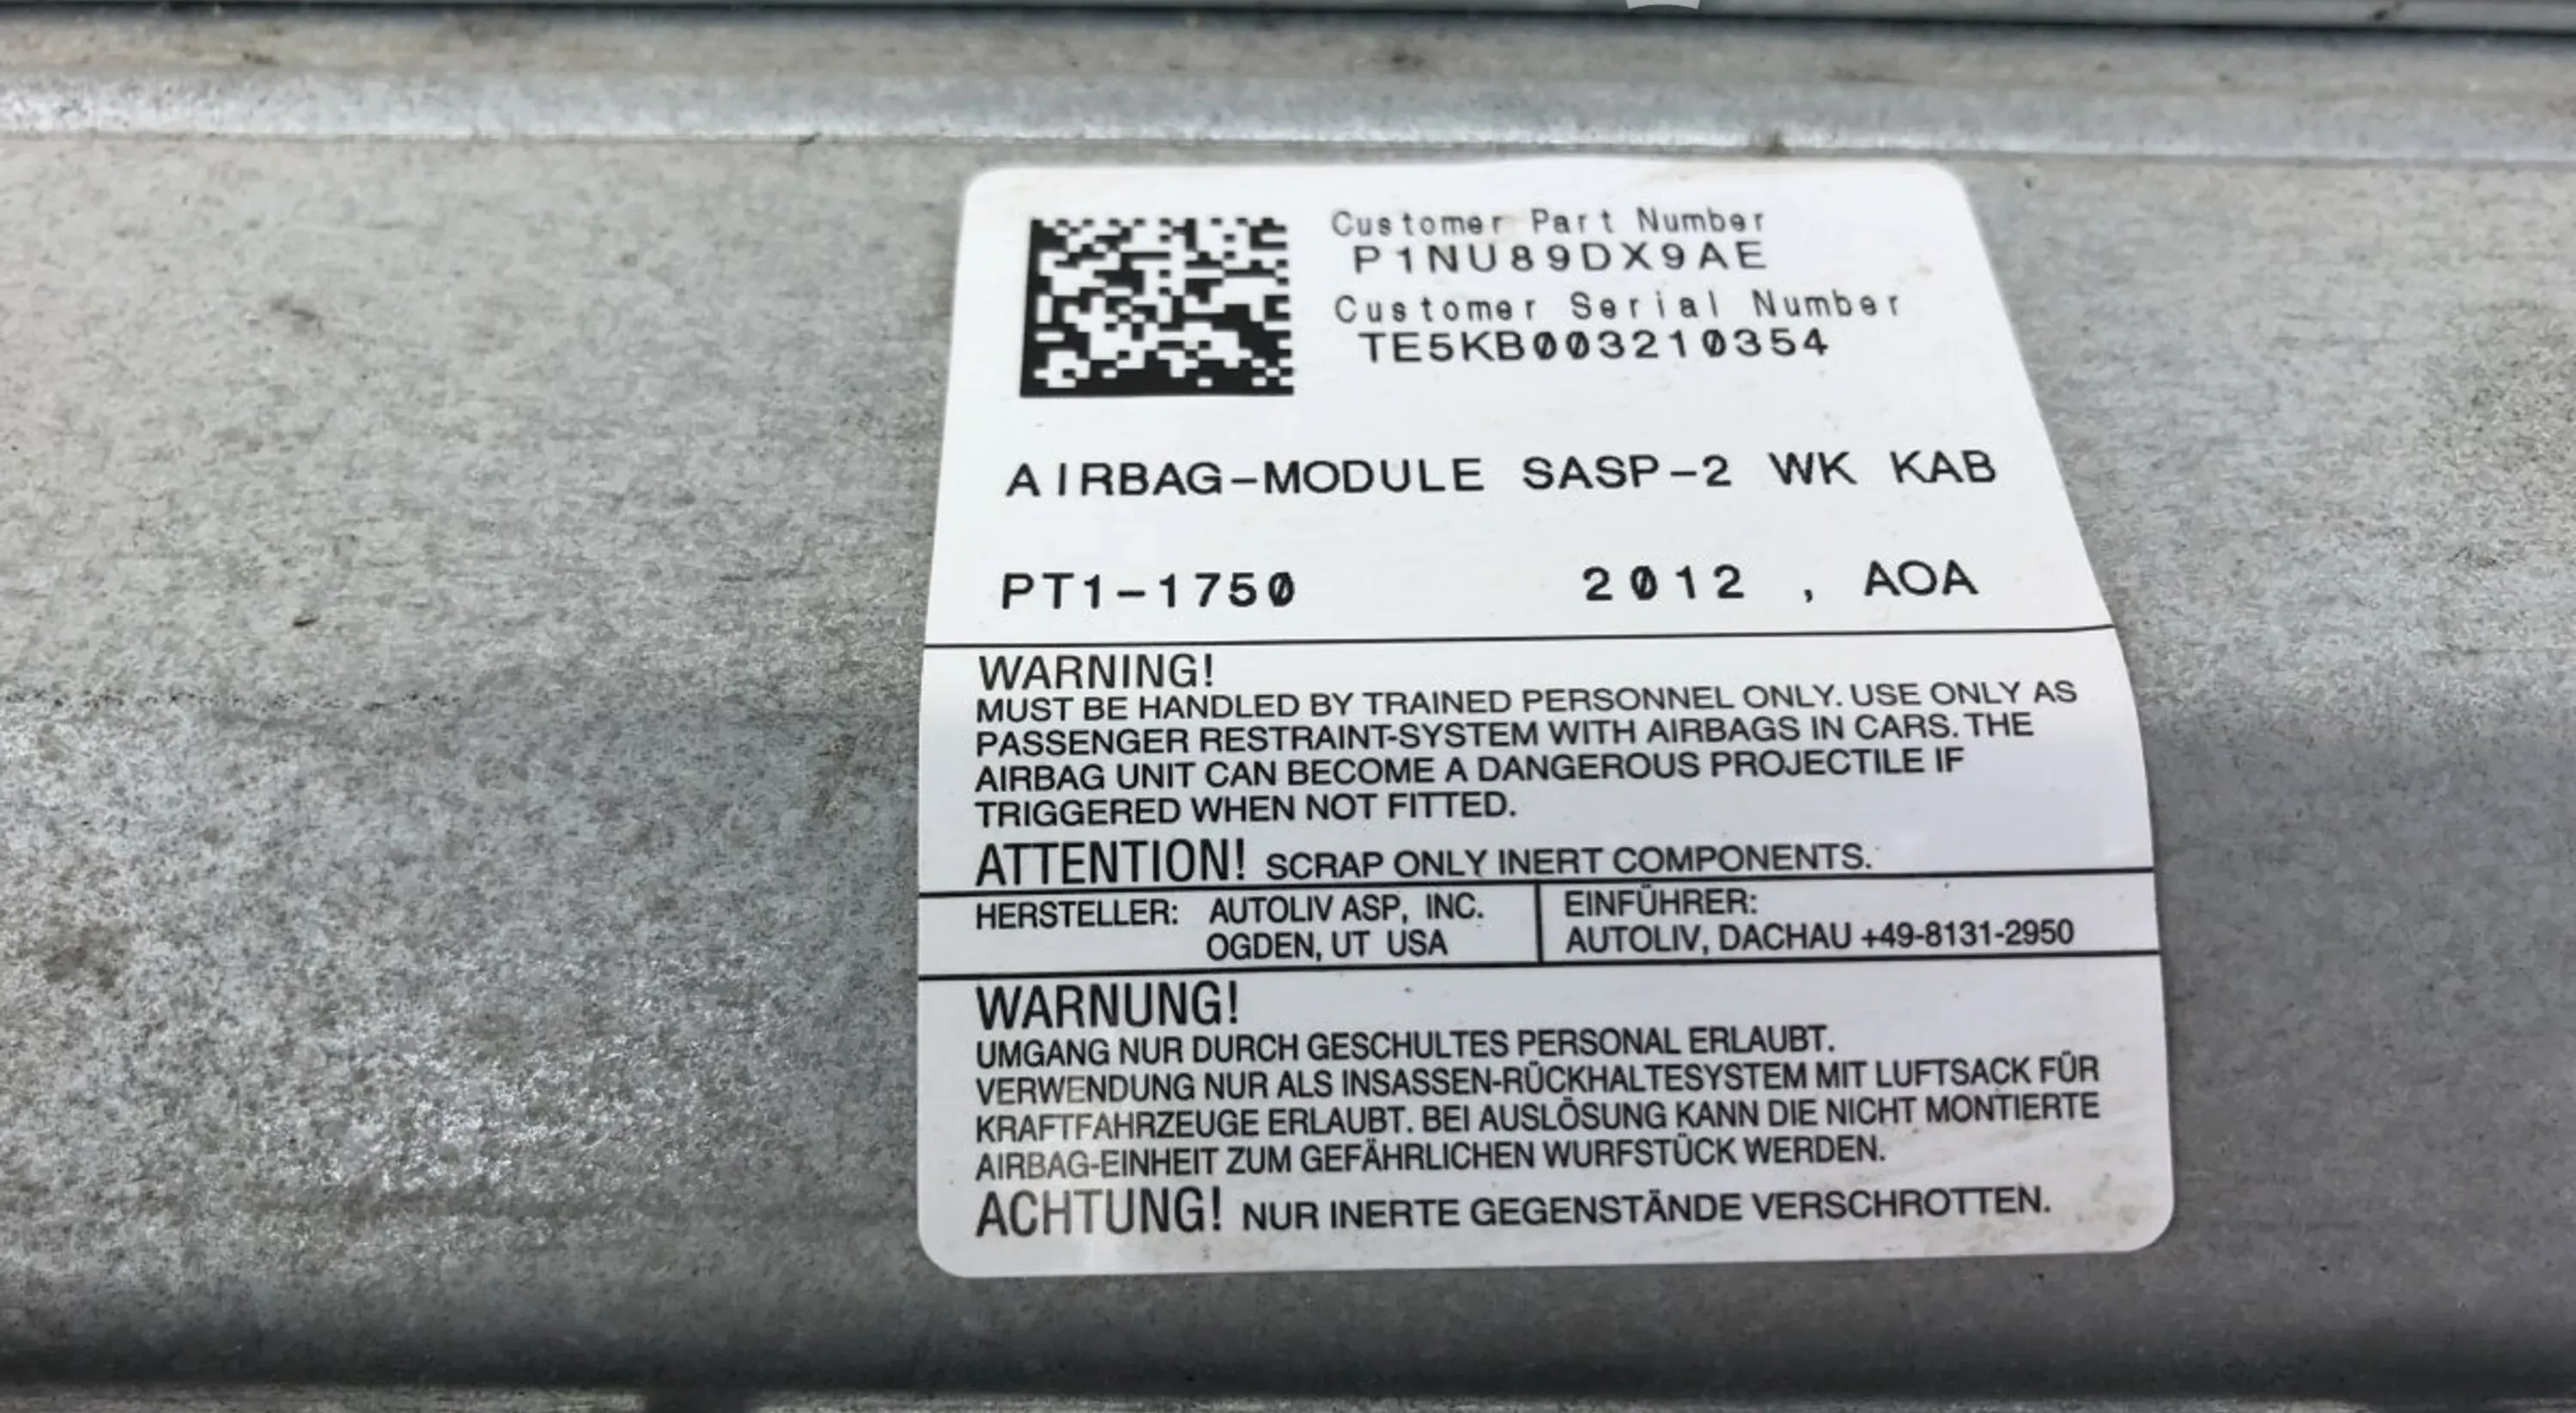 Customer Part Number
P1NU89DX9AE
Customer Serial Number
TE5KB003210354
AIRBAG-MODULE SASP-2 WK KAB
PT1-1750 2012 , AOA
WARNING!
MUST BE HANDLED BY TRAINED PERSONNEL ONLY. USE ONLY AS
PASSENGER RESTRAINT-SYSTEM WITH AIRBAGS IN CARS. THE
AIRBAG UNIT CAN BECOME A DANGEROUS PROJECTILE IF
TRIGGERED WHEN NOT FITTED.
ATTENTION! SCRAP ONLY INERT COMPONENTS.
HERSTELLER: AUTOLIV ASP, INC.
OGDEN, UT USA
EINFÜHRER:
AUTOLIV, DACHAU +49-8131-2950
WARNUNG!
UMGANG NUR DURCH GESCHULTES PERSONAL ERLAUBT.
VERWENDUNG NUR ALS INSASSEN-RÜCKHALTESYSTEM MIT LUFTSACK FÜR
KRAFTFAHRZEUGE ERLAUBT. BEI AUSLÖSUNG KANN DIE NICHT MONTIERTE
AIRBAG-EINHEIT ZUM GEFÄHRLICHEN WURFSTÜCK WERDEN.
ACHTUNG! NUR INERTE GEGENSTÄNDE VERSCHROTTEN.